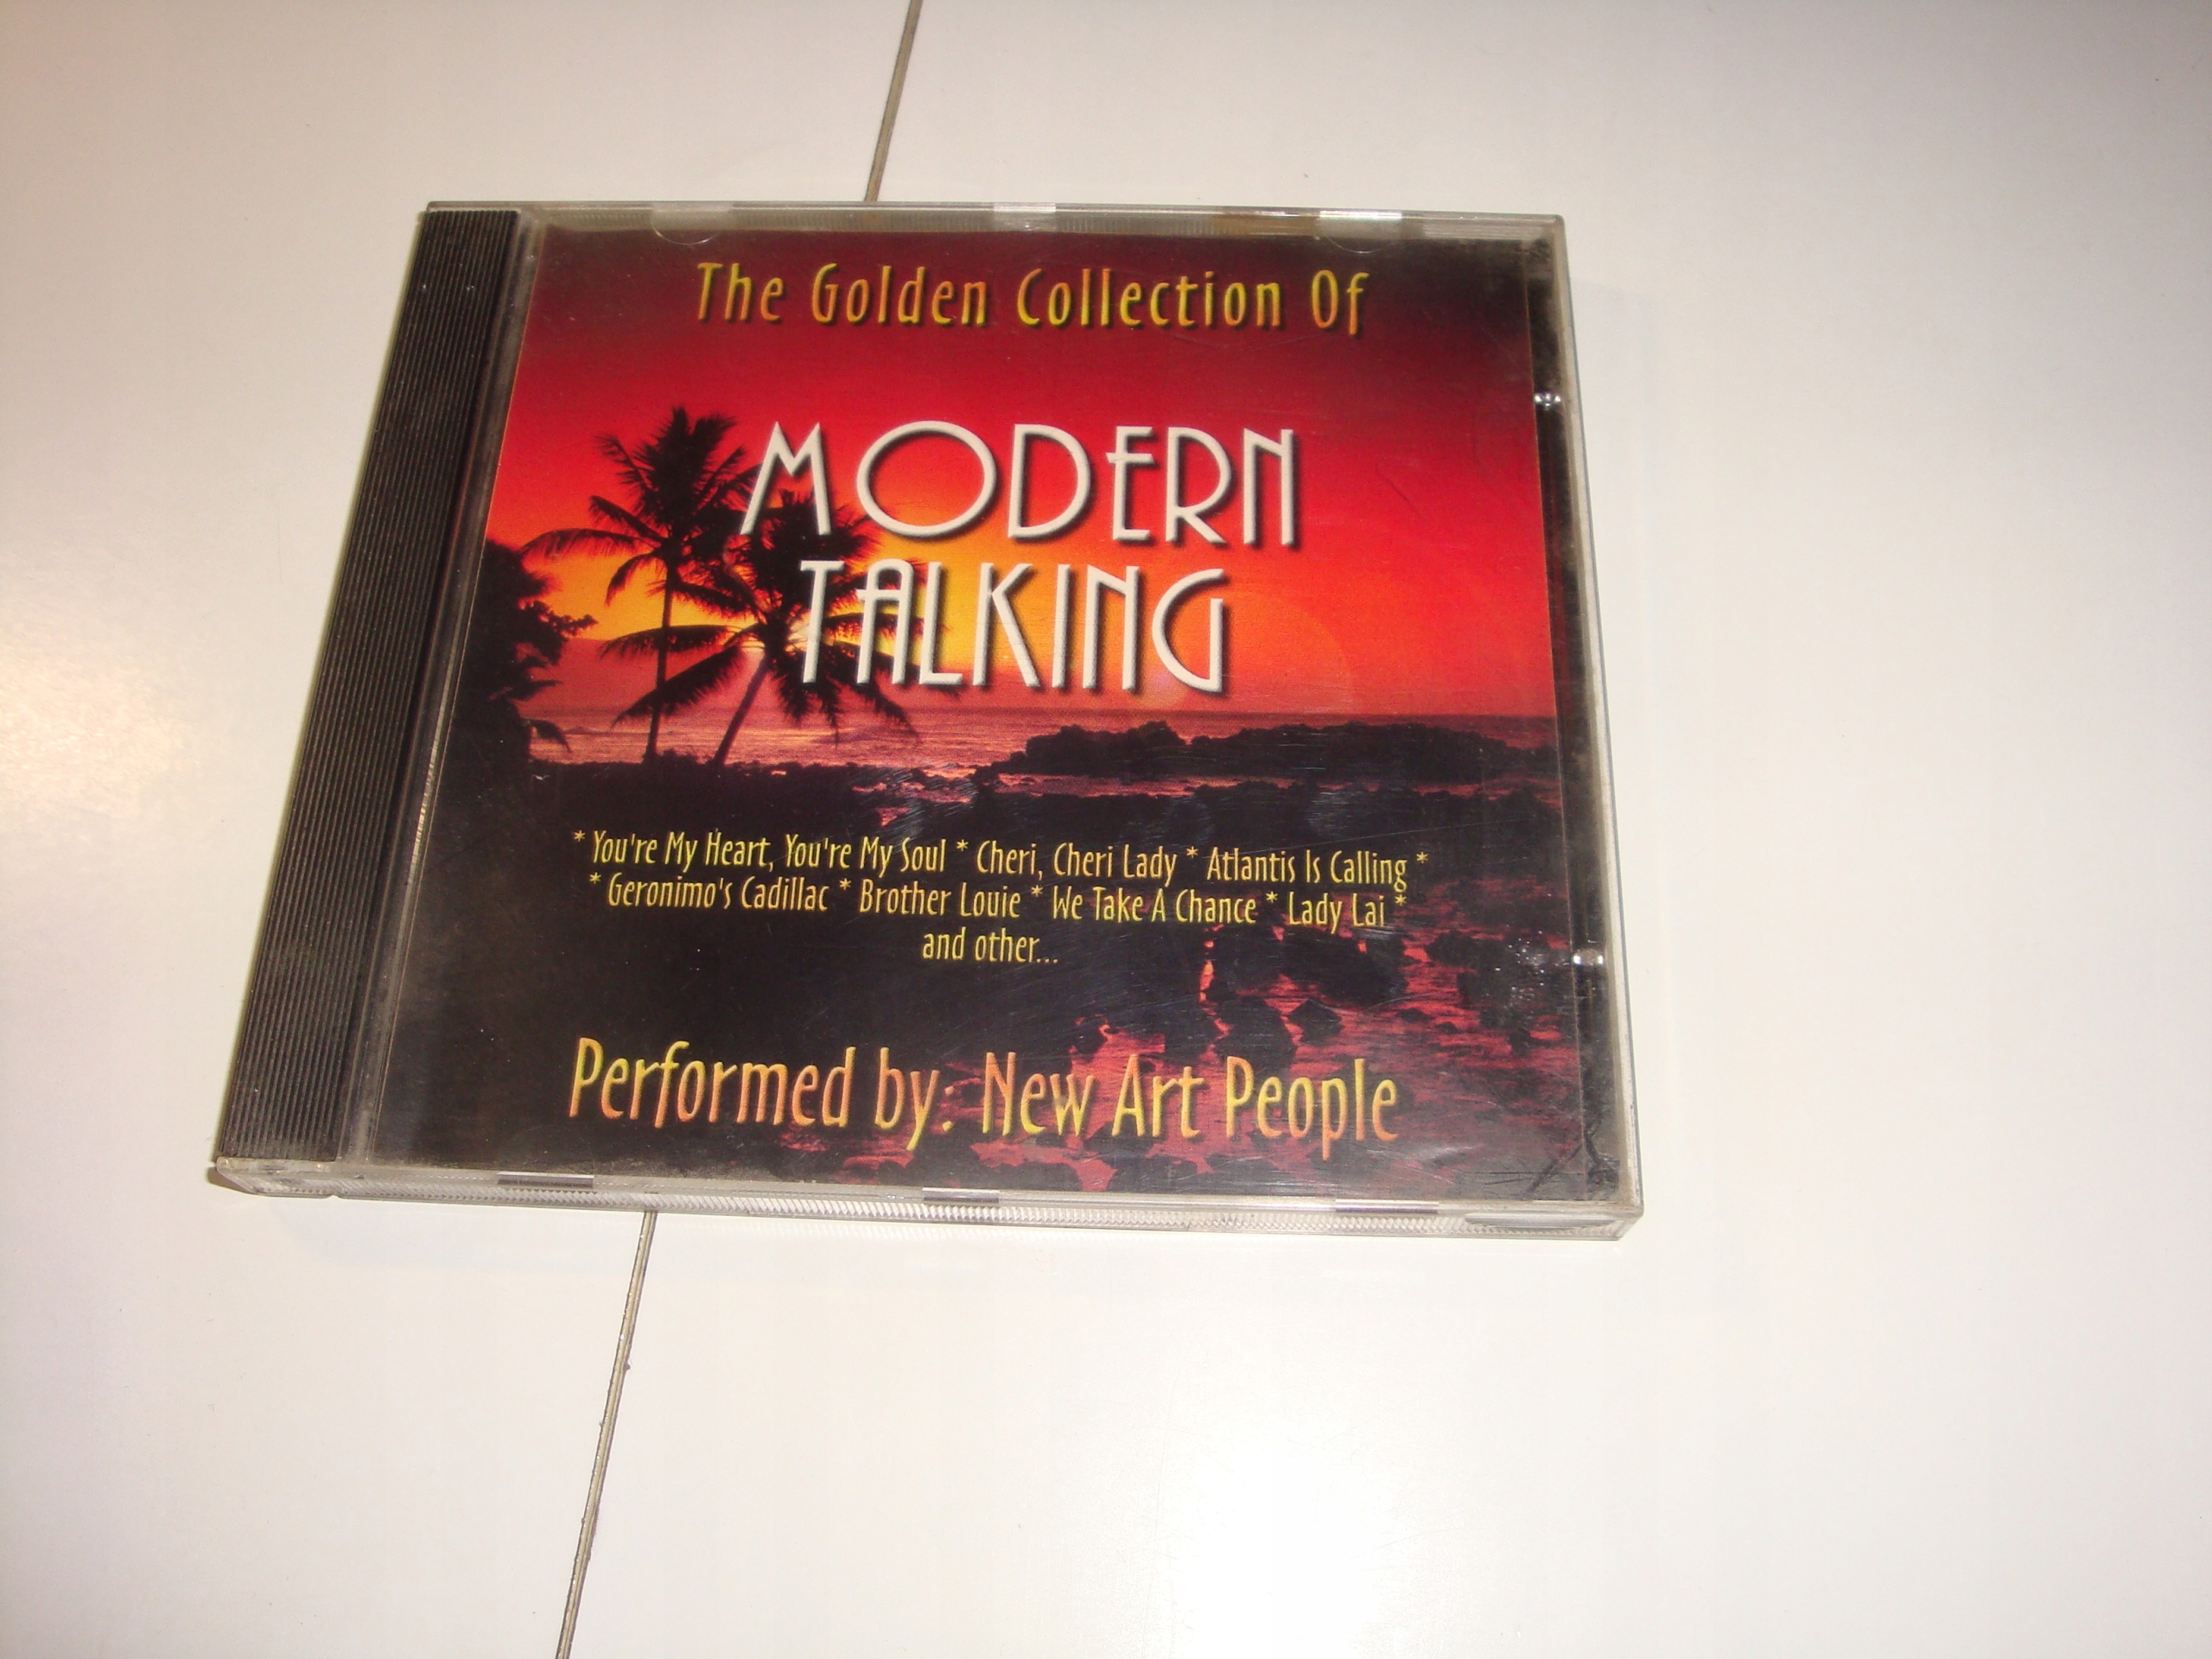 The Golden Collection Of
MODERN
TALKING
* You're My Heart, You're My Soul * Cheri, Cheri Lady * Atlantis Is Calling *
* Geronimo's Cadillac * Brother Louie * We Take A Chance * Lady Lai *
and other...
Performed by: New Art People